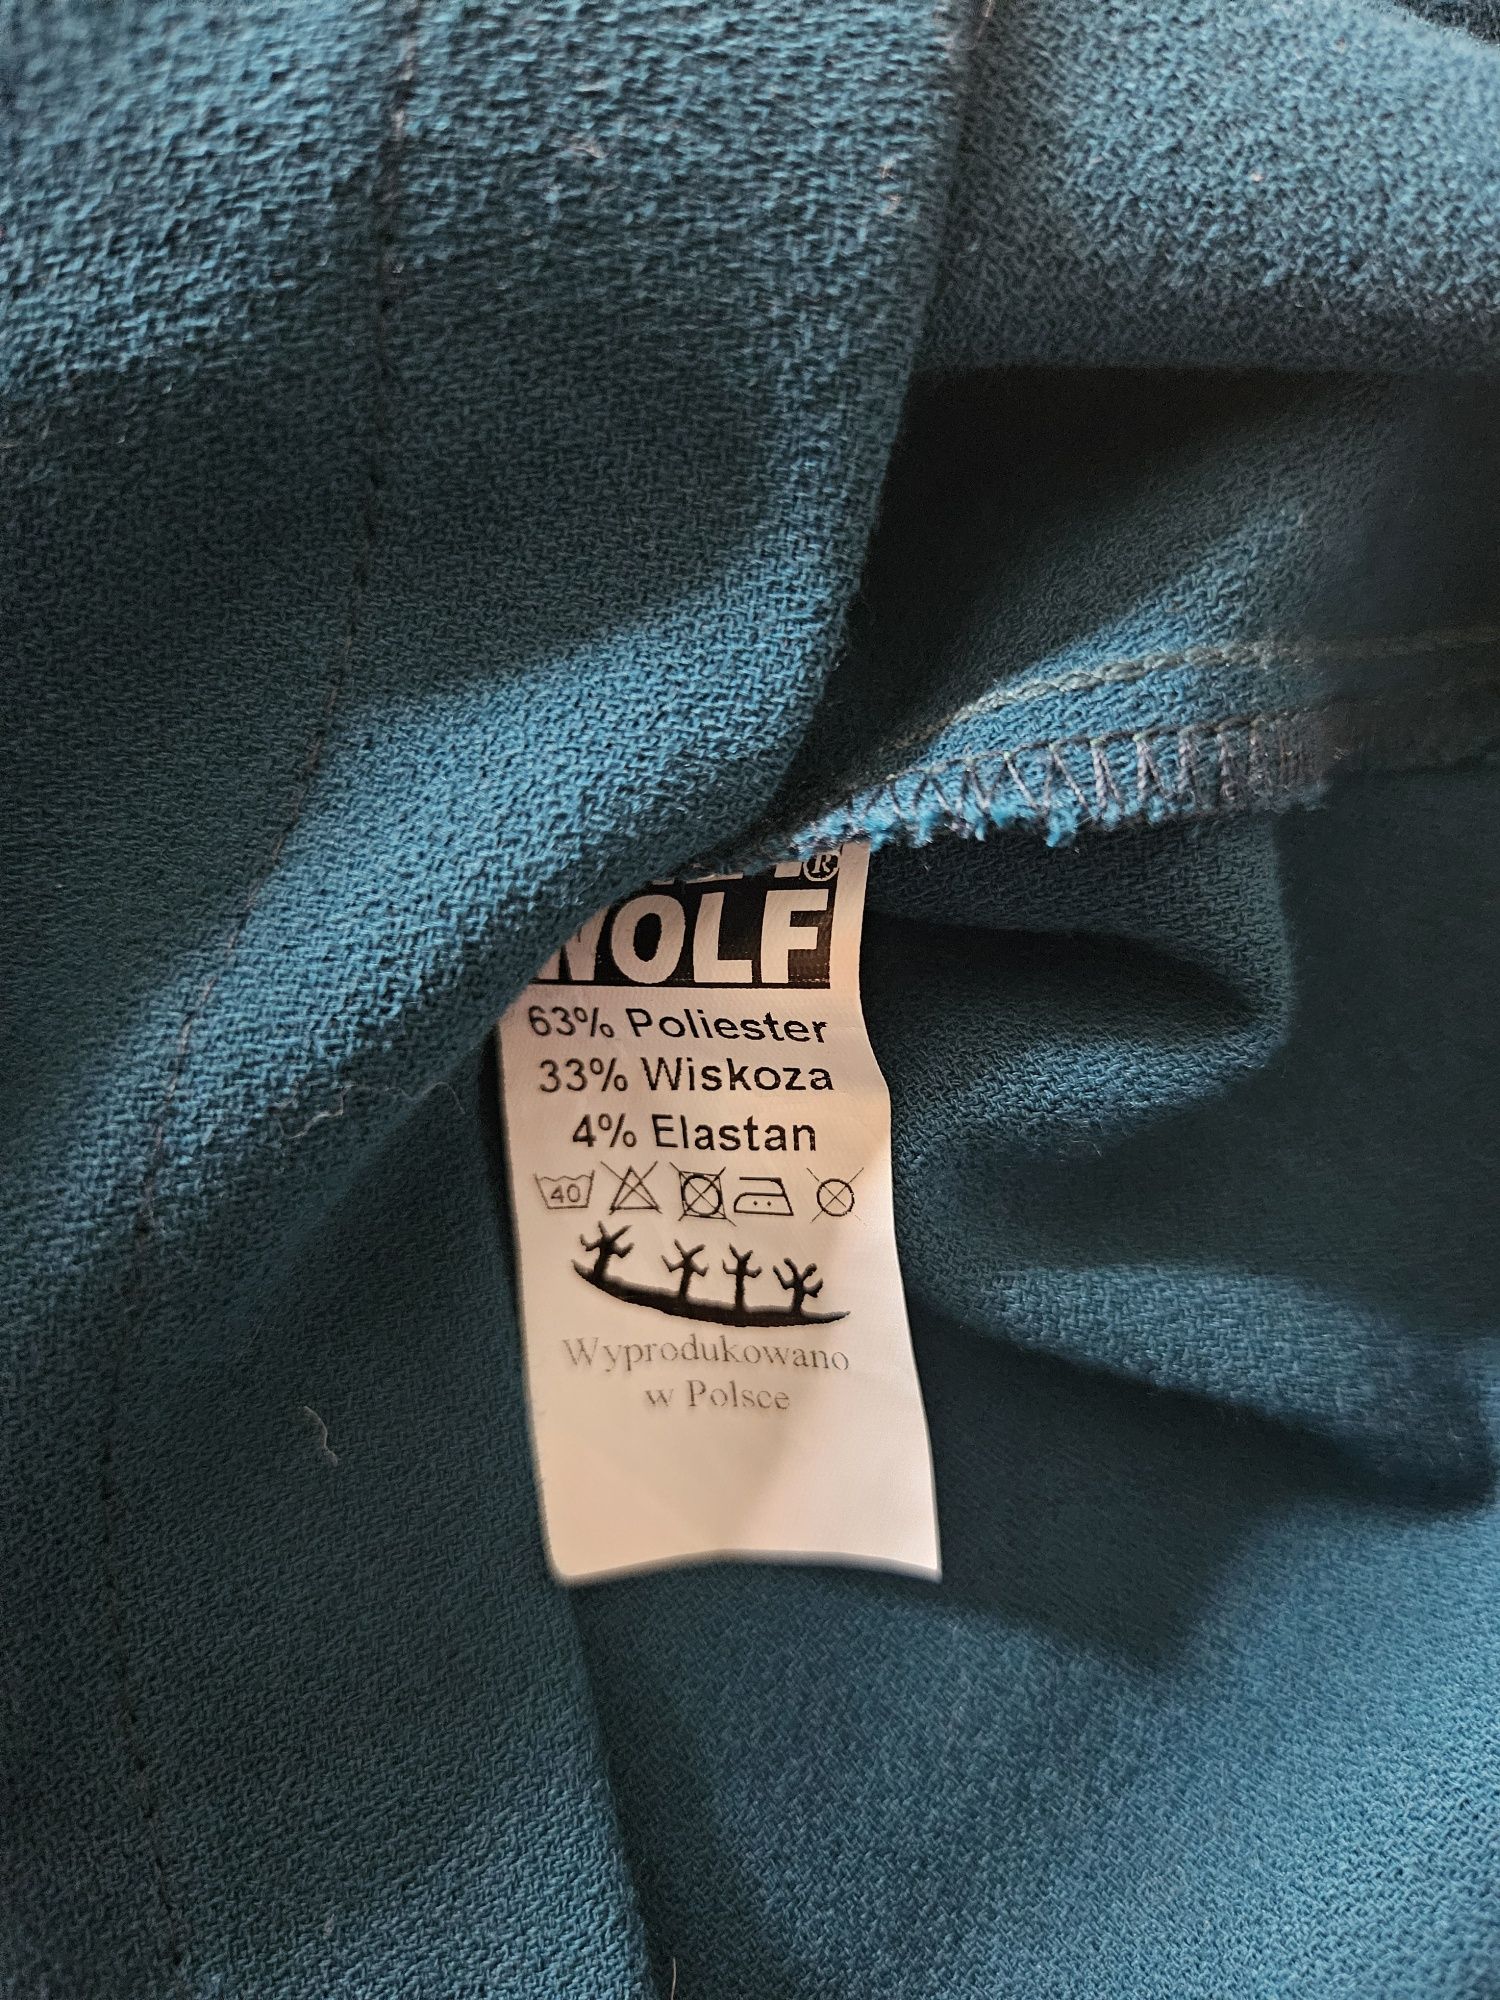 ®
WOLF
63% Poliester
33% Wiskoza
4% Elastan
40
Wyprodukowano
w Polsce